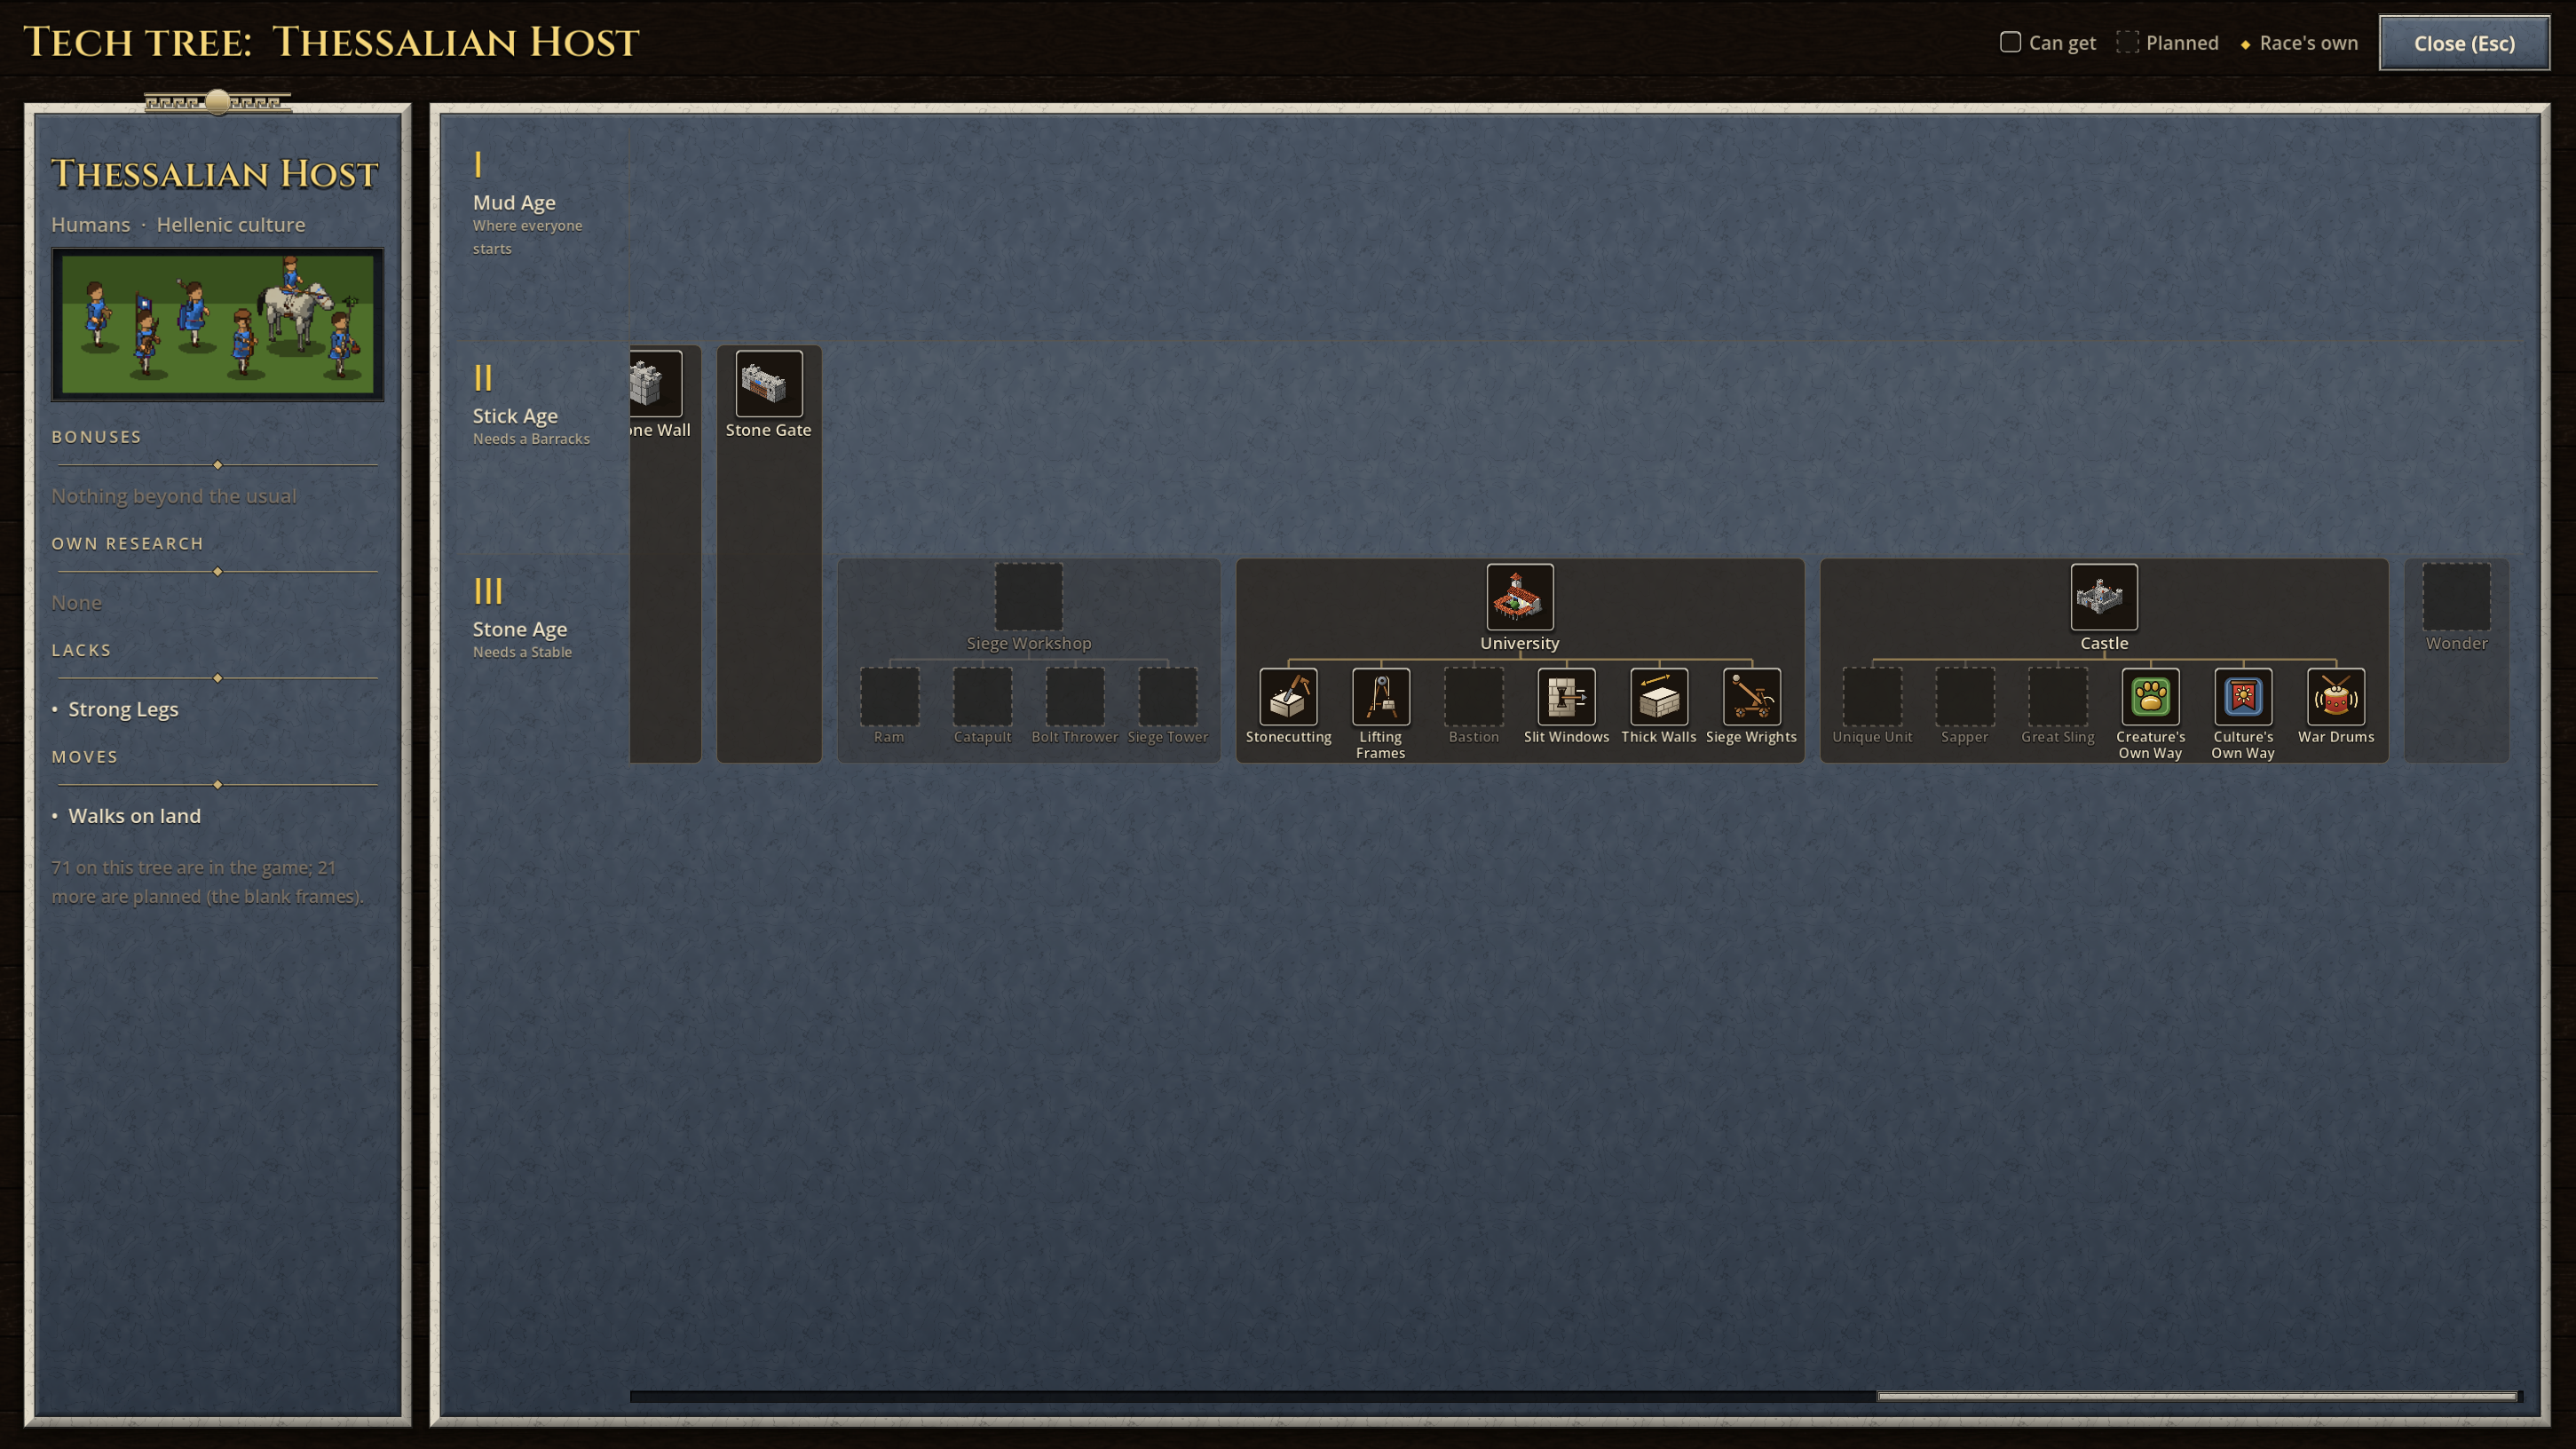 TECH TREE: THESSALIAN HOST
Can get
Planned
Race's own
Close (Esc)
THESSALIAN HOST
Humans · Hellenic culture
BONUSES
Nothing beyond the usual
OWN RESEARCH
None
LACKS
• Strong Legs
MOVES
• Walks on land
71 on this tree are in the game; 21
more are planned (the blank frames).
I
Mud Age
Where everyone
starts
II
Stick Age
Needs a Barracks
one Wall
Stone Gate
III
Stone Age
Needs a Stable
Siege Workshop
Ram
Catapult
Bolt Thrower
Siege Tower
University
Stonecutting
Lifting
Frames
Bastion
Slit Windows
Thick Walls
Siege Wrights
Castle
Unique Unit
Sapper
Great Sling
Creature's
Own Way
Culture's
Own Way
War Drums
Wonder